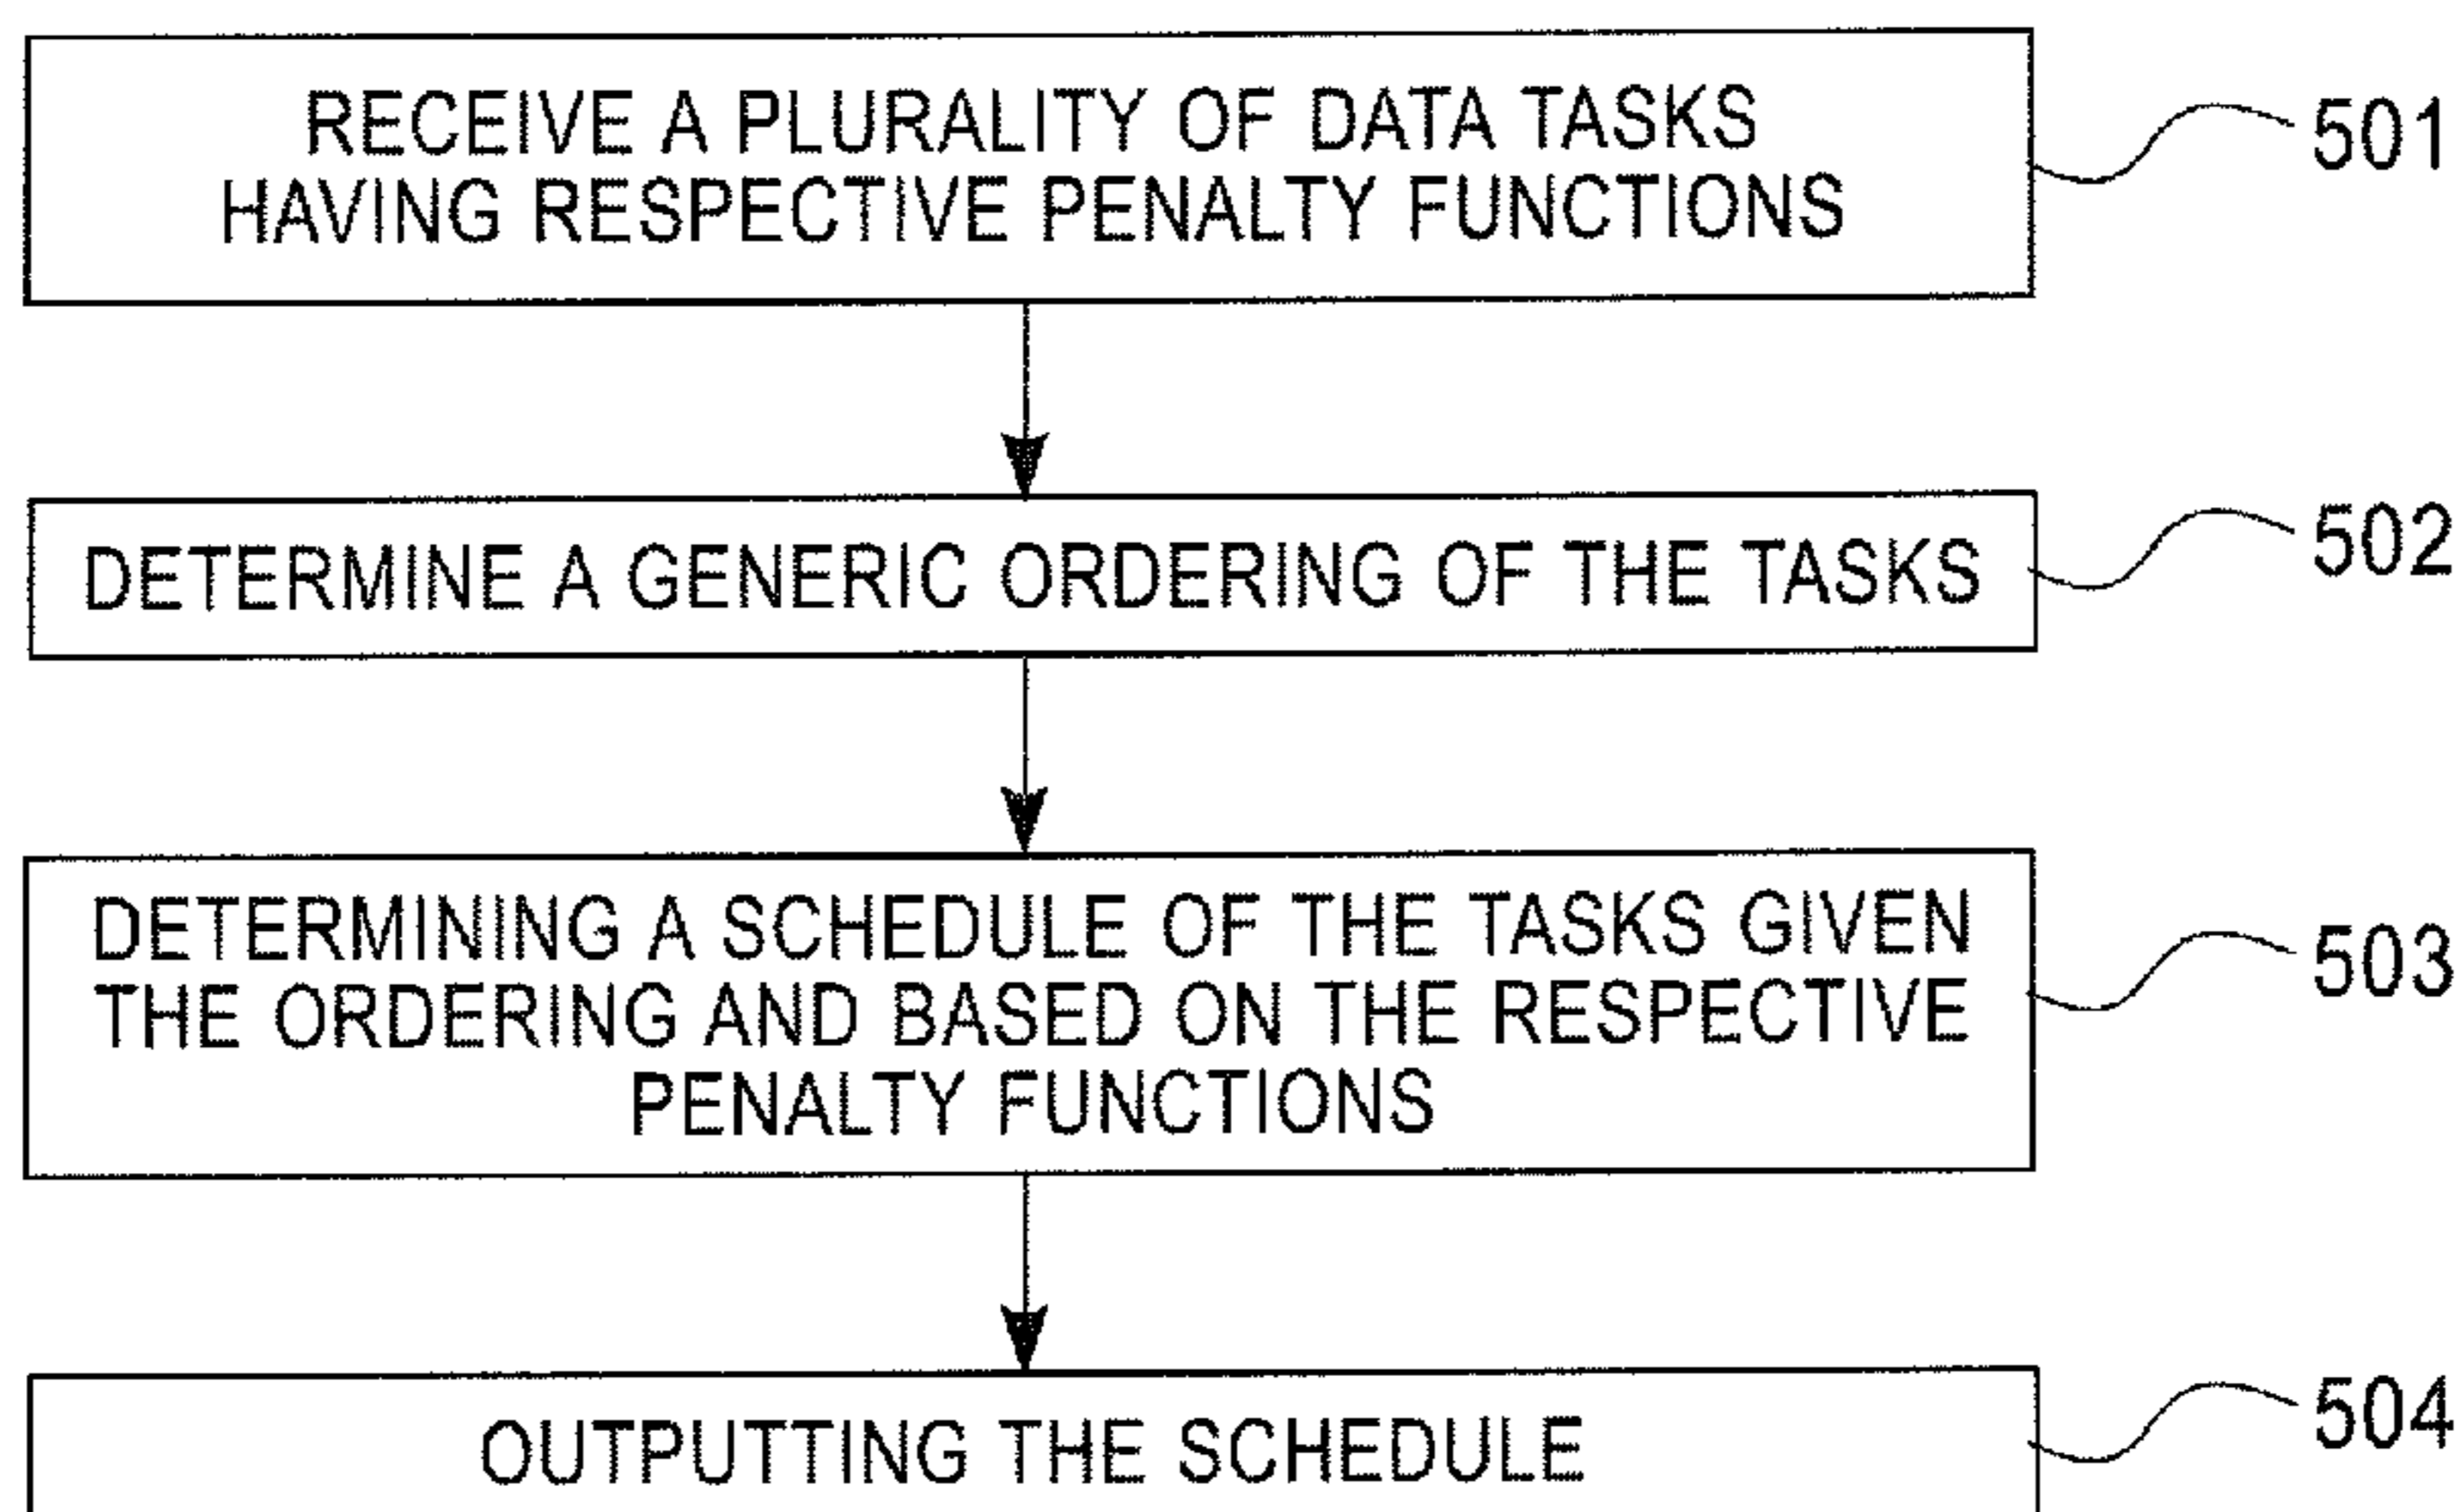 RECEIVE A PLURALITY OF DATA TASKS
HAVING RESPECTIVE PENALTY FUNCTIONS
501
DETERMINE A GENERIC ORDERING OF THE TASKS
502
DETERMINING A SCHEDULE OF THE TASKS GIVEN
THE ORDERING AND BASED ON THE RESPECTIVE
PENALTY FUNCTIONS
503
OUTPUTTING THE SCHEDULE
504